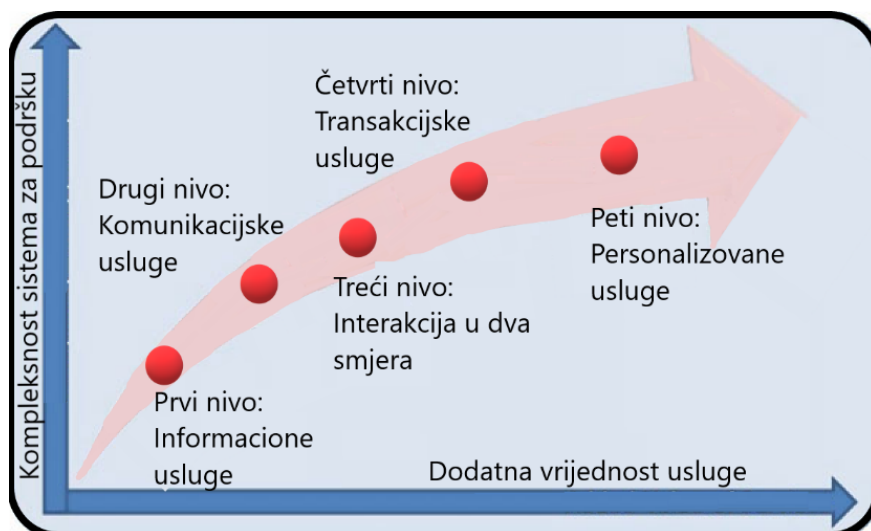 Kompleksnost sistema za podršku
Četvrti nivo:
Transakcijske
usluge
Drugi nivo:
Komunikacijske
usluge
Peti nivo:
Personalizovane
usluge
Treći nivo:
Interakcija u dva
smjera
Prvi nivo:
Informacione
usluge
Dodatna vrijednost usluge